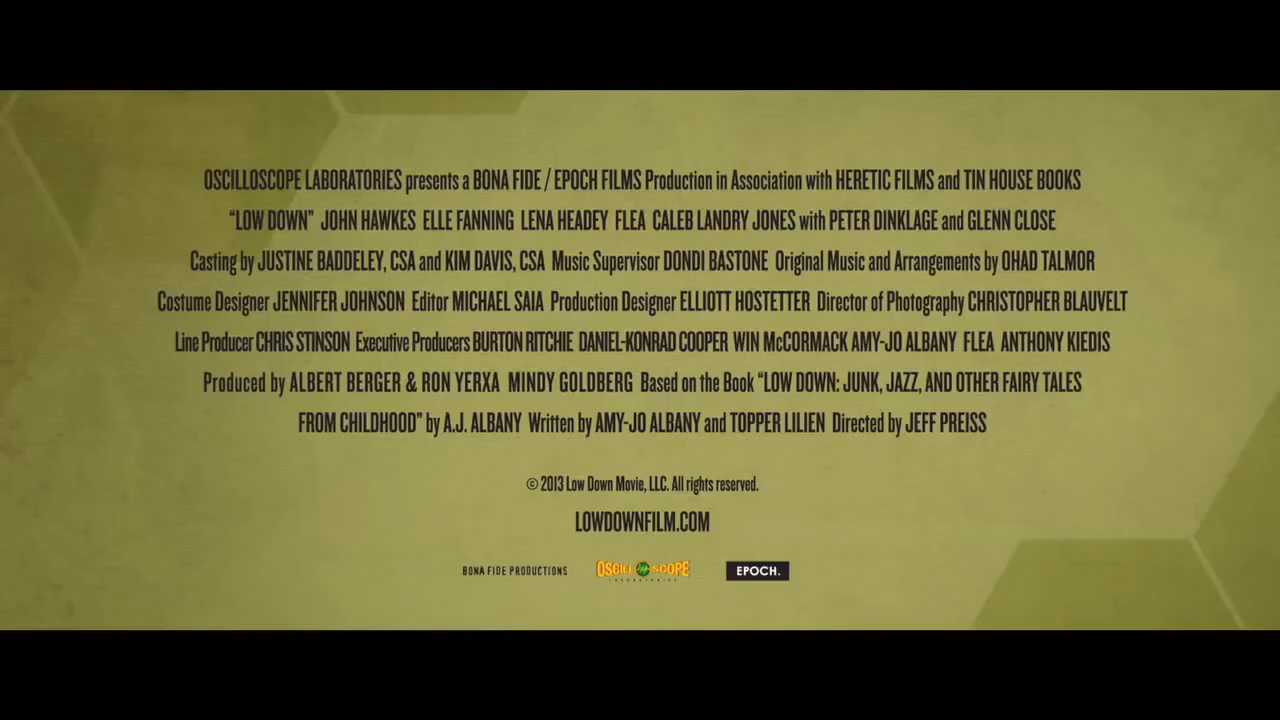 OSCILLOSCOPE LABORATORIES presents a BONA FIDE / EPOCH FILMS Production in Association with HERETIC FILMS and TIN HOUSE BOOKS
“LOW DOWN” JOHN HAWKES ELLE FANNING LENA HEADEY FLEA CALEB LANDRY JONES with PETER DINKLAGE and GLENN CLOSE
Casting by JUSTINE BADDELEY, CSA and KIM DAVIS, CSA Music Supervisor DONDI BASTONE Original Music and Arrangements by OHAD TALMOR
Costume Designer JENNIFER JOHNSON Editor MICHAEL SAIA Production Designer ELLIOTT HOSTETTER Director of Photography CHRISTOPHER BLAUVELT
Line Producer CHRIS STINSON Executive Producers BURTON RITCHIE DANIEL-KONRAD COOPER WIN McCORMACK AMY-JO ALBANY FLEA ANTHONY KIEDIS
Produced by ALBERT BERGER & RON YERXA MINDY GOLDBERG Based on the Book “LOW DOWN: JUNK, JAZZ, AND OTHER FAIRY TALES
FROM CHILDHOOD” by A.J. ALBANY Written by AMY-JO ALBANY and TOPPER LILIEN Directed by JEFF PREISS
© 2013 Low Down Movie, LLC. All rights reserved.
LOWDOWNFILM.COM
BONA FIDE PRODUCTIONS OSCILLOSCOPE EPOCH.